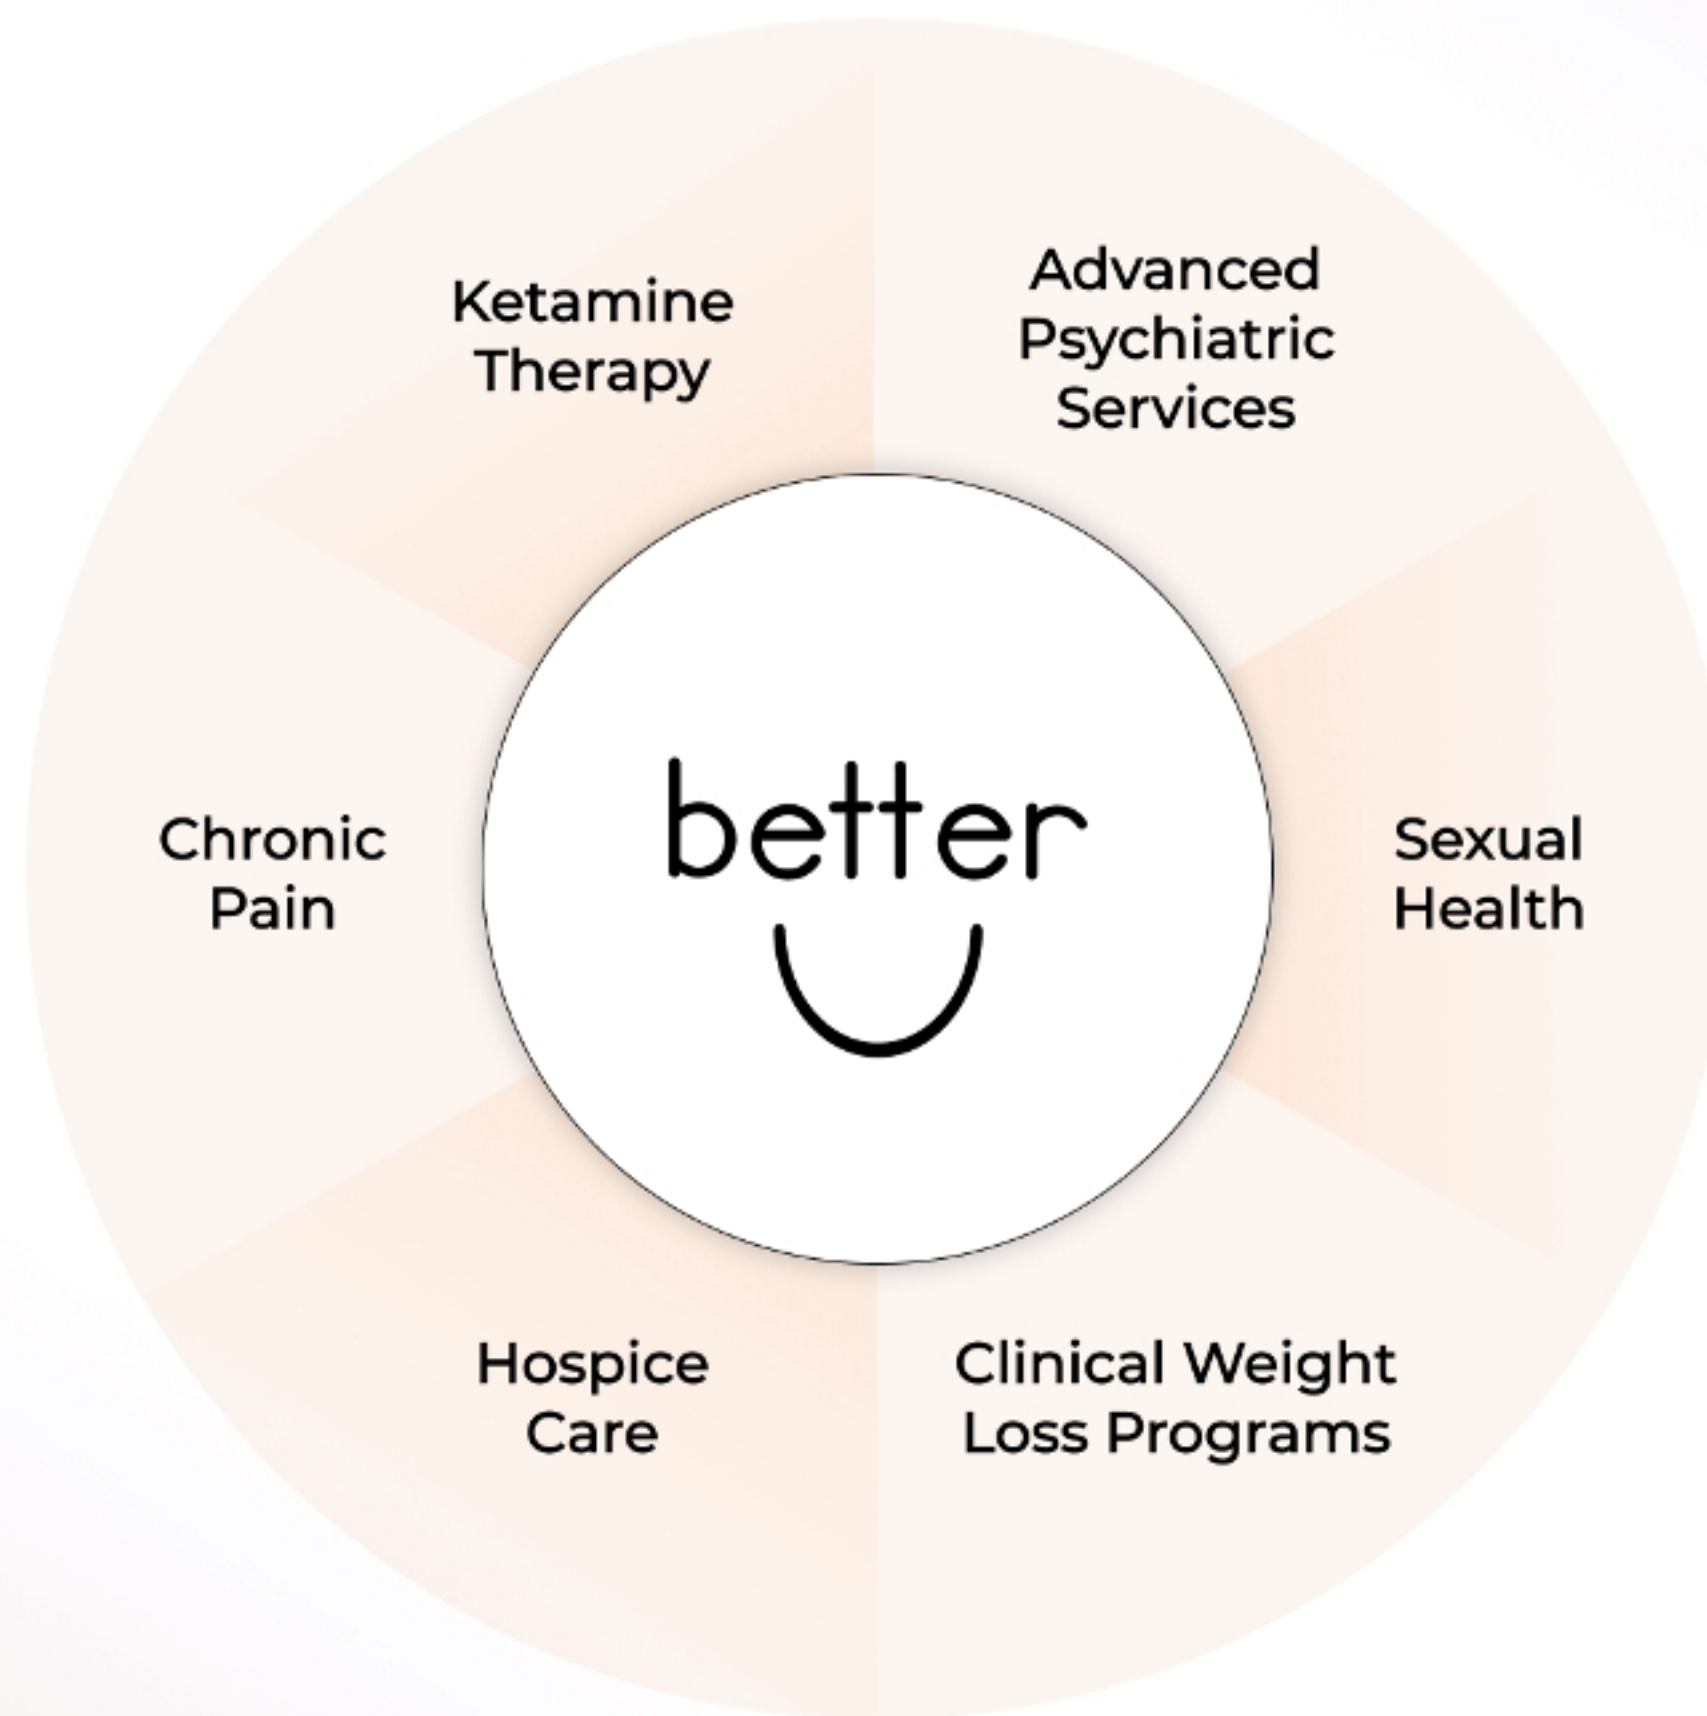 Ketamine
Therapy
Advanced
Psychiatric
Services
Chronic
Pain
better
Sexual
Health
Hospice
Care
Clinical Weight
Loss Programs